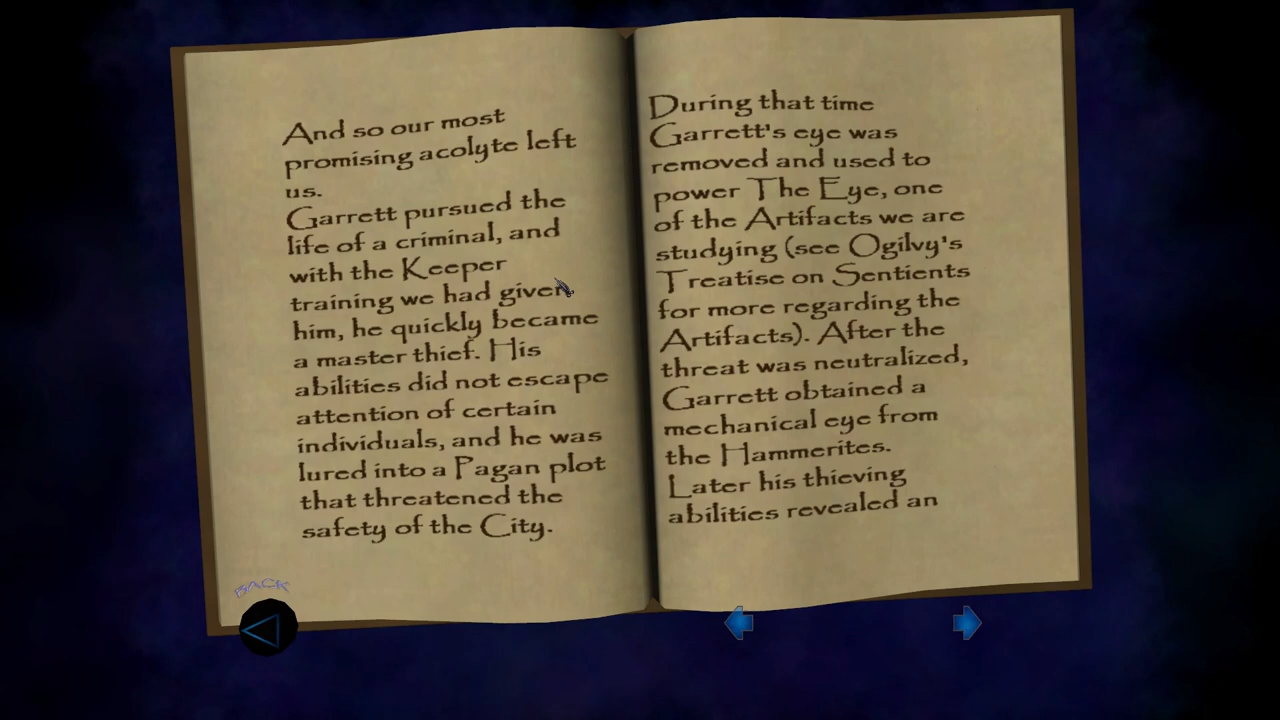 And so our most
promising acolyte left
us.
Garrett pursued the
life of a criminal, and
with the Keeper
training we had given
him, he quickly became
a master thief. His
abilities did not escape
attention of certain
individuals, and he was
lured into a Pagan plot
that threatened the
safety of the City.
During that time
Garrett's eye was
removed and used to
power The Eye, one
of the Artifacts we are
studying (see Ogilvy's
Treatise on Sentients
for more regarding the
Artifacts). After the
threat was neutralized,
Garrett obtained a
mechanical eye from
the Hammerites.
Later his thieving
abilities revealed an
BACK